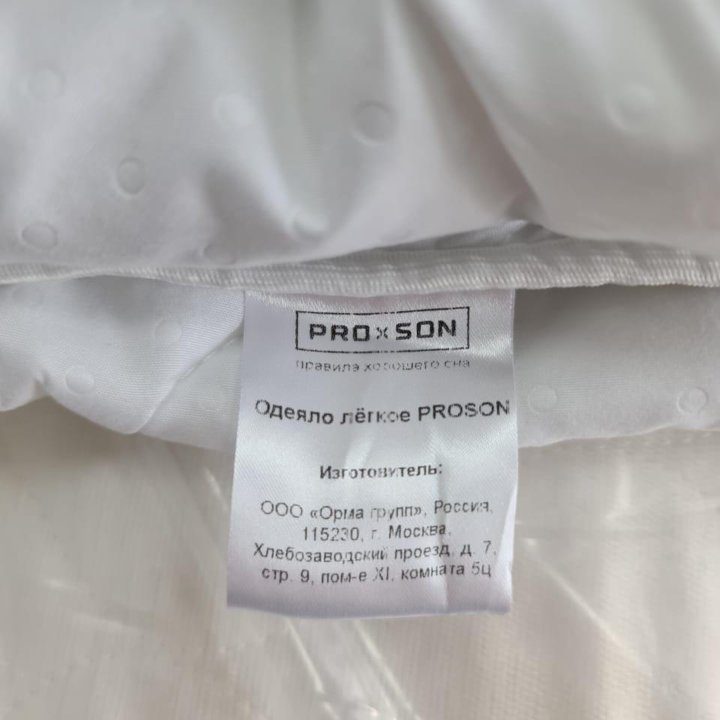 PRO×SON
правила хорошего сна
Одеяло лёгкое PROSON
Изготовитель:
ООО «Орма групп», Россия,
115230, г. Москва,
Хлебозаводский проезд, д. 7,
стр. 9, пом-е XI, комната 5ц